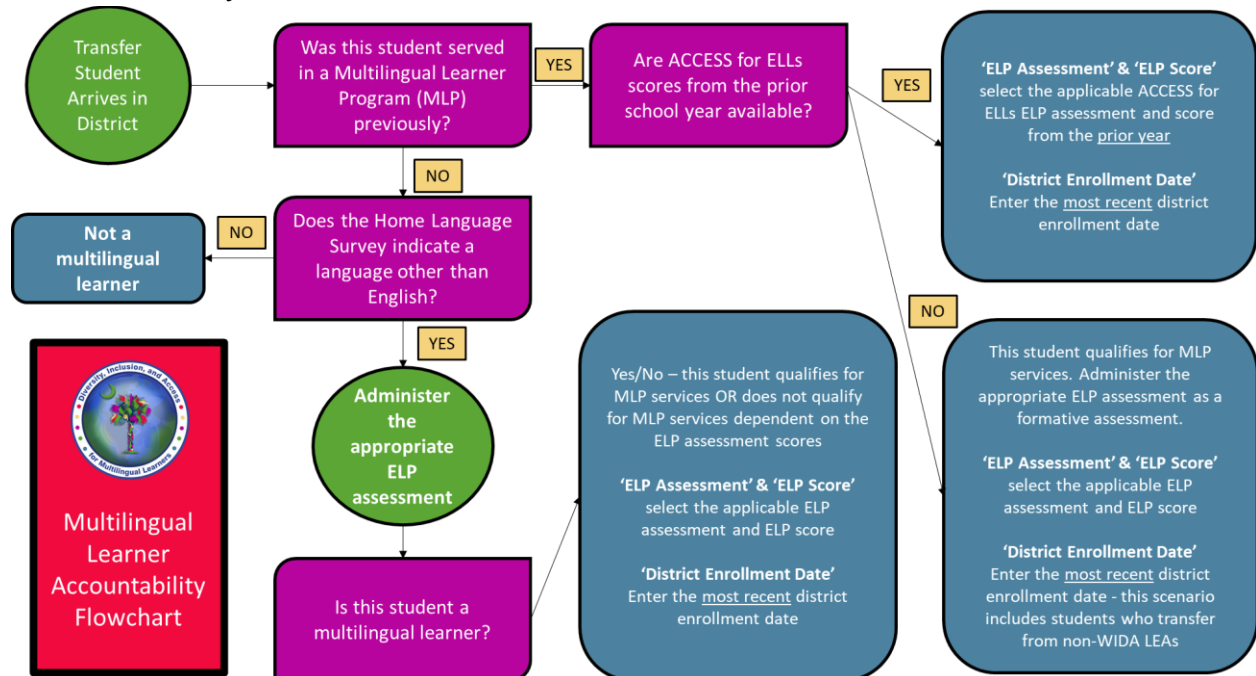 Transfer
Student
Arrives in
District
Was this student served
in a Multilingual Learner
Program (MLP)
previously?
YES
Are ACCESS for ELLs
scores from the prior
school year available?
YES
'ELP Assessment' & 'ELP Score'
select the applicable ACCESS for
ELLs ELP assessment and score
from the prior year
'District Enrollment Date'
Enter the most recent district
enrollment date
NO
Not a
multilingual
learner
NO
Does the Home Language
Survey indicate a
language other than
English?
YES
NO
Diversity, Inclusion, and Access
for Multilingual Learners
Multilingual
Learner
Accountability
Flowchart
Administer
the
appropriate
ELP
assessment
Is this student a
multilingual learner?
Yes/No – this student qualifies for
MLP services OR does not qualify
for MLP services dependent on the
ELP assessment scores
'ELP Assessment' & 'ELP Score'
select the applicable ELP
assessment and ELP score
'District Enrollment Date'
Enter the most recent district
enrollment date
This student qualifies for MLP
services. Administer the
appropriate ELP assessment as a
formative assessment.
'ELP Assessment' & 'ELP Score'
select the applicable ELP
assessment and ELP score
'District Enrollment Date'
Enter the most recent district
enrollment date - this scenario
includes students who transfer
from non-WIDA LEAs